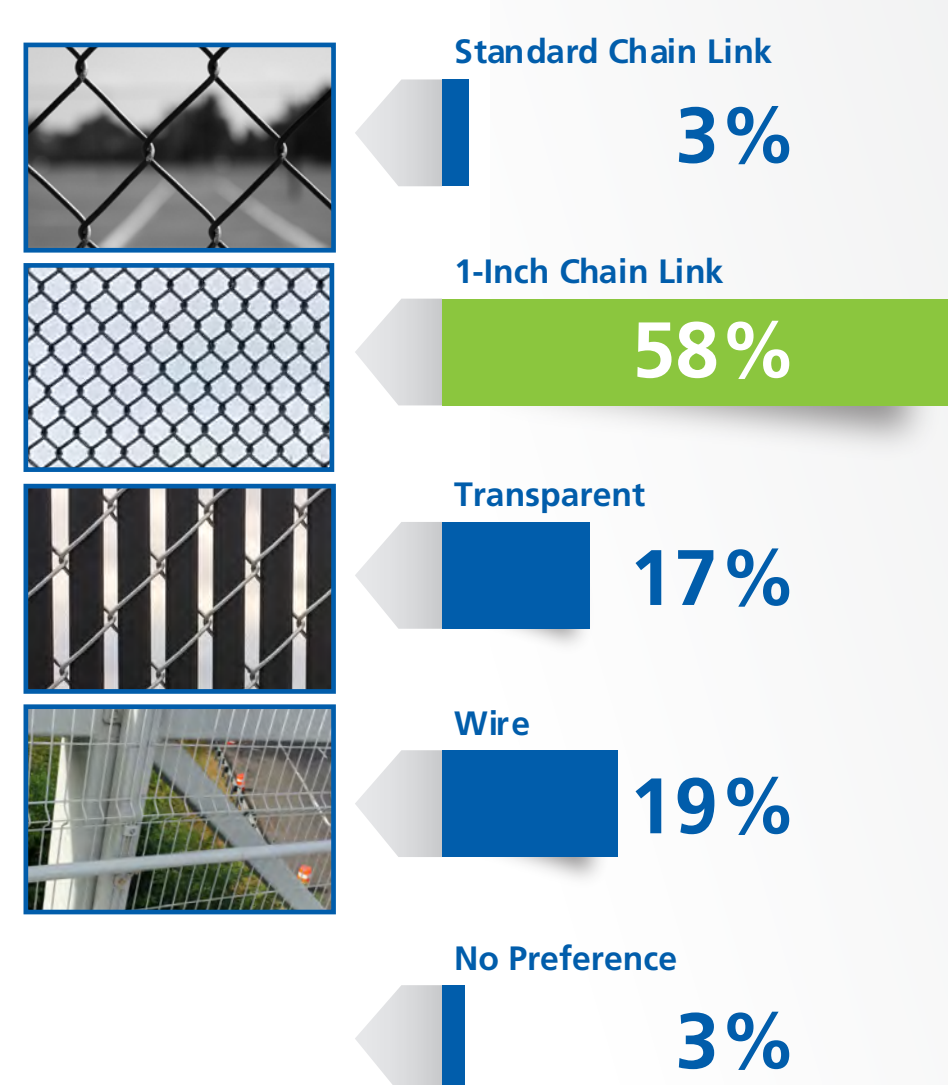 Standard Chain Link
3%
1-Inch Chain Link
58%
Transparent
17%
Wire
19%
No Preference
3%